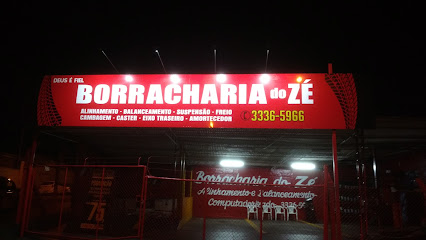 DEUS É FIEL
BORRACHARIA do ZÉ
ALINHAMENTO - BALANCEAMENTO - SUSPENSÃO - FREIO
CAMBAGEM - CASTER - EIXO TRASEIRO - AMORTECEDOR
3336-5966
Borracharia do Zé
Alinhamento e Balanceamento
Computadorizado